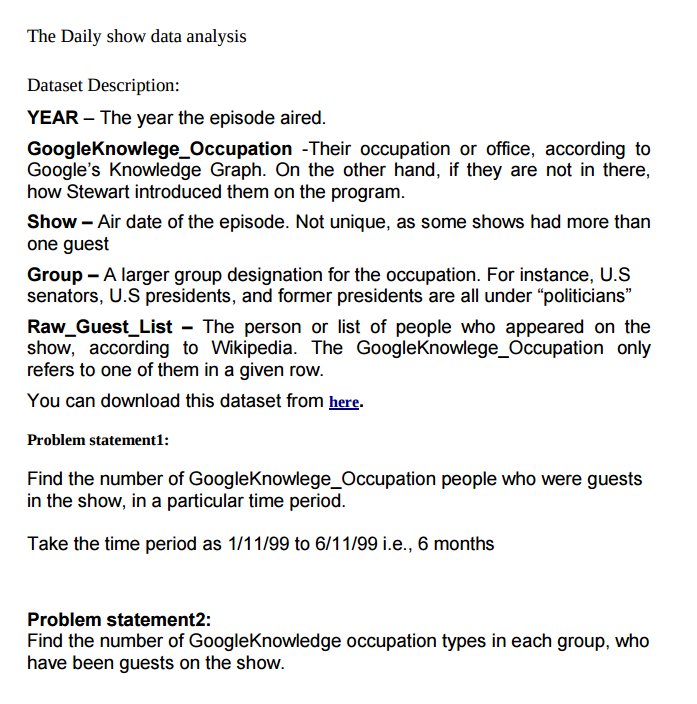 The Daily show data analysis
Dataset Description:
YEAR – The year the episode aired.
GoogleKnowlege_Occupation -Their occupation or office, according to
Google's Knowledge Graph. On the other hand, if they are not in there,
how Stewart introduced them on the program.
Show – Air date of the episode. Not unique, as some shows had more than
one guest
Group – A larger group designation for the occupation. For instance, U.S
senators, U.S presidents, and former presidents are all under “politicians”
Raw_Guest_List – The person or list of people who appeared on the
show, according to Wikipedia. The GoogleKnowlege_Occupation only
refers to one of them in a given row.
You can download this dataset from here.
Problem statement1:
Find the number of GoogleKnowlege_Occupation people who were guests
in the show, in a particular time period.
Take the time period as 1/11/99 to 6/11/99 i.e., 6 months
Problem statement2:
Find the number of GoogleKnowledge occupation types in each group, who
have been guests on the show.